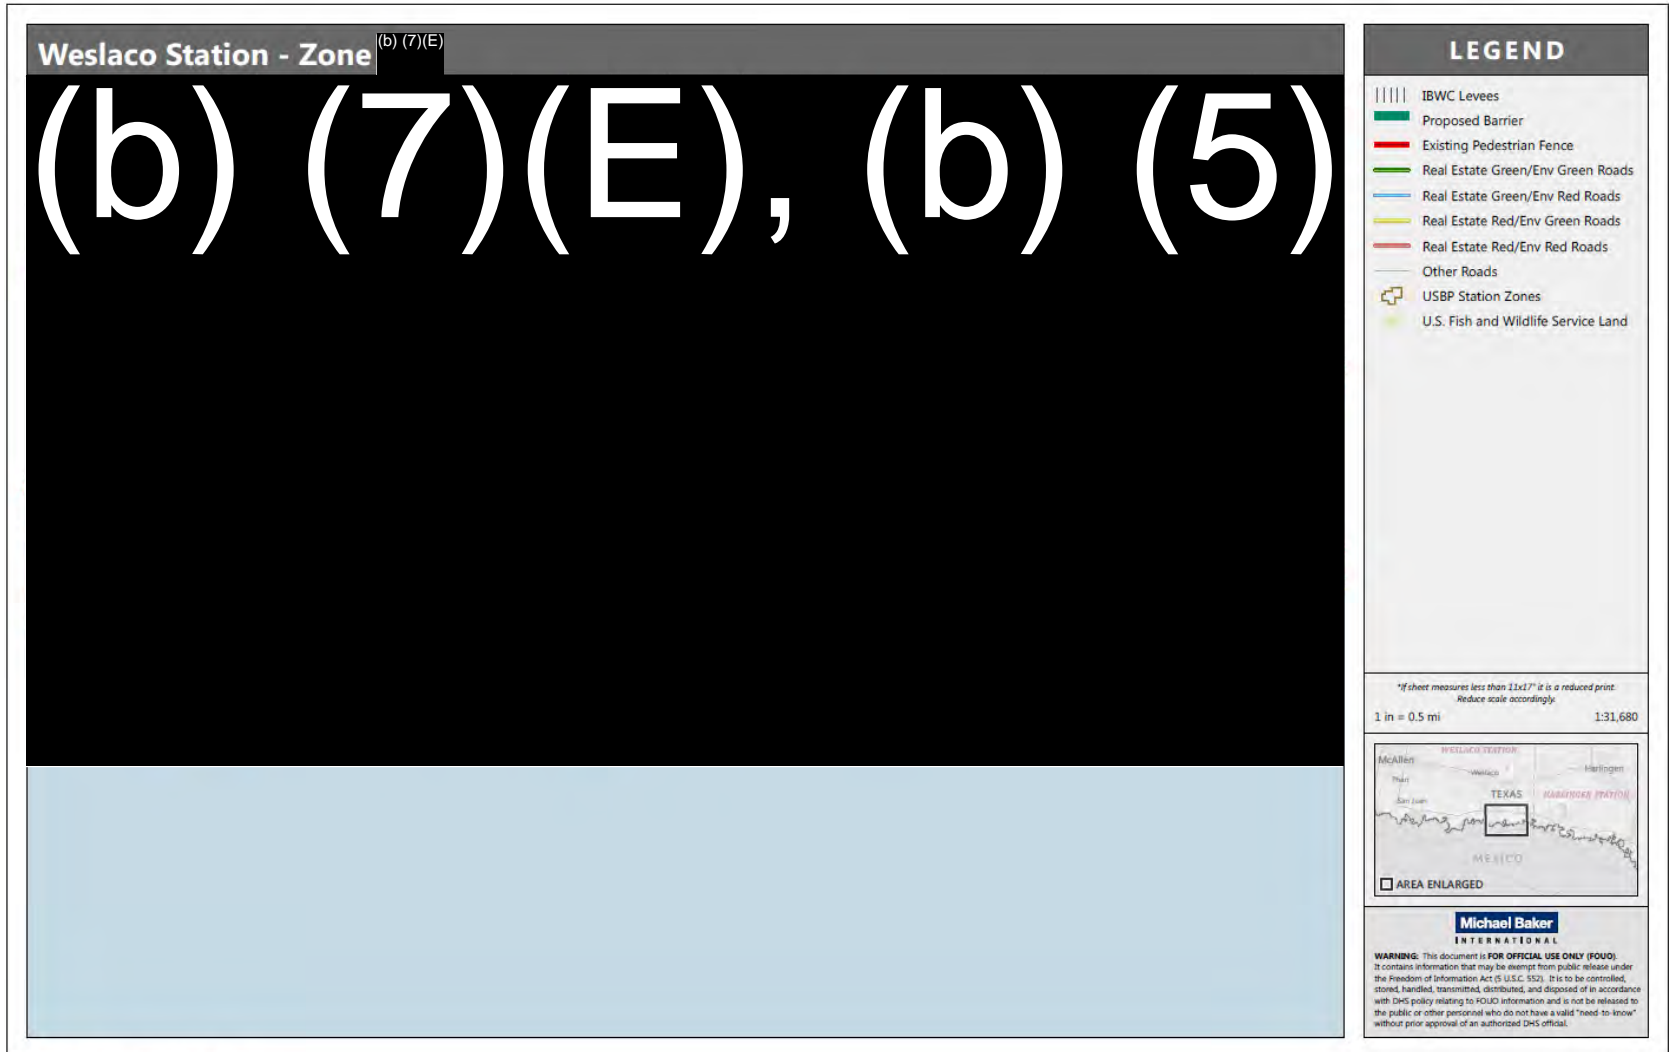 Weslaco Station - Zone (b) (7)(E)
(b) (7)(E), (b) (5)
LEGEND
IBWC Levees
Proposed Barrier
Existing Pedestrian Fence
Real Estate Green/Env Green Roads
Real Estate Green/Env Red Roads
Real Estate Red/Env Green Roads
Real Estate Red/Env Red Roads
Other Roads
USBP Station Zones
U.S. Fish and Wildlife Service Land
*If sheet measures less than 11x17" it is a reduced print.
Reduce scale accordingly.
1 in = 0.5 mi 1:31,680
WESLACO STATION
McAllen
Weslaco
Harlingen
Pharr
San Juan
TEXAS
HARLINGEN STATION
MEXICO
AREA ENLARGED
Michael Baker
INTERNATIONAL
WARNING: This document is FOR OFFICIAL USE ONLY (FOUO).
It contains information that may be exempt from public release under
the Freedom of Information Act (5 U.S.C. 552). It is to be controlled,
stored, handled, transmitted, distributed, and disposed of in accordance
with DHS policy relating to FOUO information and is not be released to
the public or other personnel who do not have a valid "need-to-know"
without prior approval of an authorized DHS official.